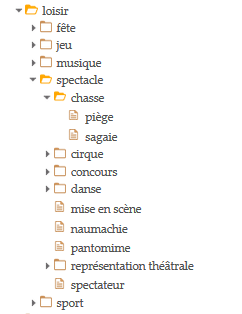 loisir
fête
jeu
musique
spectacle
chasse
piège
sagaie
cirque
concours
danse
mise en scène
naumachie
pantomime
représentation théâtrale
spectateur
sport